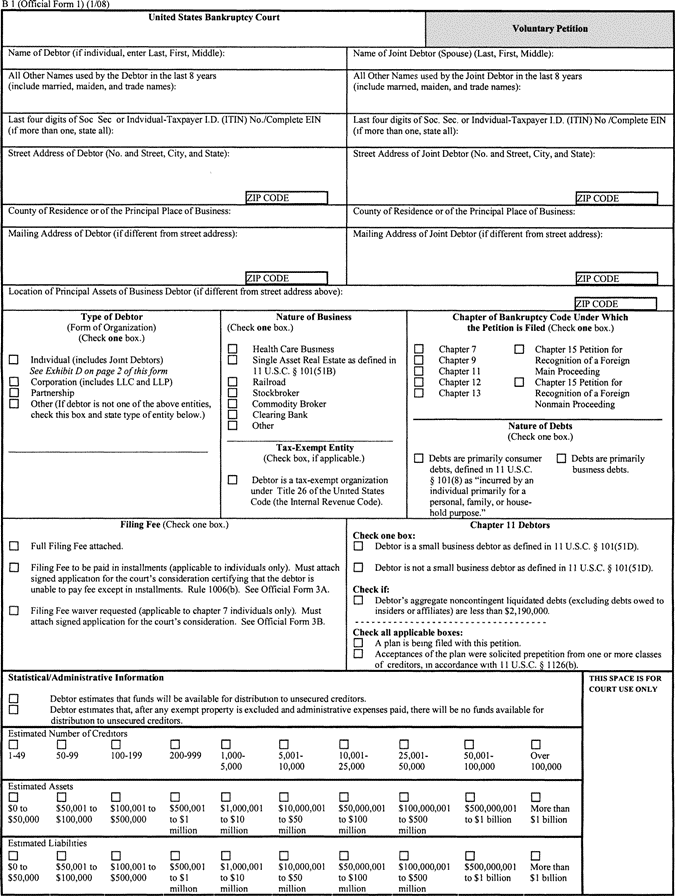 B 1 (Official Form 1) (1/08)
United States Bankruptcy Court
Voluntary Petition
Name of Debtor (if individual, enter Last, First, Middle):
Name of Joint Debtor (Spouse) (Last, First, Middle):
All Other Names used by the Debtor in the last 8 years
(include married, maiden, and trade names):
All Other Names used by the Joint Debtor in the last 8 years
(include married, maiden, and trade names):
Last four digits of Soc Sec or Indvidual-Taxpayer I.D. (ITIN) No./Complete EIN
(if more than one, state all):
Last four digits of Soc. Sec. or Indvidual-Taxpayer I.D. (ITIN) No /Complete EIN
(if more than one, state all):
Street Address of Debtor (No. and Street, City, and State):
ZIP CODE
Street Address of Joint Debtor (No. and Street, City, and State):
ZIP CODE
County of Residence or of the Principal Place of Business:
County of Residence or of the Principal Place of Business:
Mailing Address of Debtor (if different from street address):
ZIP CODE
Mailing Address of Joint Debtor (if different from street address):
ZIP CODE
Location of Principal Assets of Business Debtor (if different from street address above):
ZIP CODE
Type of Debtor
(Form of Organization)
(Check one box.)
Individual (includes Joint Debtors)
See Exhibit D on page 2 of this form
Corporation (includes LLC and LLP)
Partnership
Other (If debtor is not one of the above entities,
check this box and state type of entity below.)
Nature of Business
(Check one box.)
Health Care Business
Single Asset Real Estate as defined in
11 U.S.C. § 101(51B)
Railroad
Stockbroker
Commodity Broker
Clearing Bank
Other
Tax-Exempt Entity
(Check box, if applicable.)
Debtor is a tax-exempt organization
under Title 26 of the United States
Code (the Internal Revenue Code).
Chapter of Bankruptcy Code Under Which
the Petition is Filed (Check one box.)
Chapter 7
Chapter 9
Chapter 11
Chapter 12
Chapter 13
Chapter 15 Petition for
Recognition of a Foreign
Main Proceeding
Chapter 15 Petition for
Recognition of a Foreign
Nonmain Proceeding
Nature of Debts
(Check one box.)
Debts are primarily consumer
debts, defined in 11 U.S.C.
§ 101(8) as “incurred by an
individual primarily for a
personal, family, or house-
hold purpose.”
Debts are primarily
business debts.
Filing Fee (Check one box.)
Full Filing Fee attached.
Filing Fee to be paid in installments (applicable to individuals only). Must attach
signed application for the court’s consideration certifying that the debtor is
unable to pay fee except in installments. Rule 1006(b). See Official Form 3A.
Filing Fee waiver requested (applicable to chapter 7 individuals only). Must
attach signed application for the court’s consideration. See Official Form 3B.
Chapter 11 Debtors
Check one box:
Debtor is a small business debtor as defined in 11 U.S.C. § 101(51D).
Debtor is not a small business debtor as defined in 11 U.S.C. § 101(51D).
Check if:
Debtor’s aggregate noncontingent liquidated debts (excluding debts owed to
insiders or affiliates) are less than $2,190,000.
- - - - - - - - - - - - - - - - - - - - - - - - - - - - - - - - - - -
Check all applicable boxes:
A plan is being filed with this petition.
Acceptances of the plan were solicited prepetition from one or more classes
of creditors, in accordance with 11 U.S.C. § 1126(b).
Statistical/Administrative Information
THIS SPACE IS FOR
COURT USE ONLY
Debtor estimates that funds will be available for distribution to unsecured creditors.
Debtor estimates that, after any exempt property is excluded and administrative expenses paid, there will be no funds available for
distribution to unsecured creditors.
Estimated Number of Creditors
1-49 50-99 100-199 200-999 1,000- 5,001- 10,001- 25,001- 50,001- Over
5,000 10,000 25,000 50,000 100,000 100,000
Estimated Assets
$0 to $50,001 to $100,001 to $500,001 $1,000,001 $10,000,001 $50,000,001 $100,000,001 $500,000,001 More than
$50,000 $100,000 $500,000 to $1 to $10 to $50 to $100 to $500 to $1 billion $1 billion
million million million million million
Estimated Liabilities
$0 to $50,001 to $100,001 to $500,001 $1,000,001 $10,000,001 $50,000,001 $100,000,001 $500,000,001 More than
$50,000 $100,000 $500,000 to $1 to $10 to $50 to $100 to $500 to $1 billion $1 billion
million million million million million